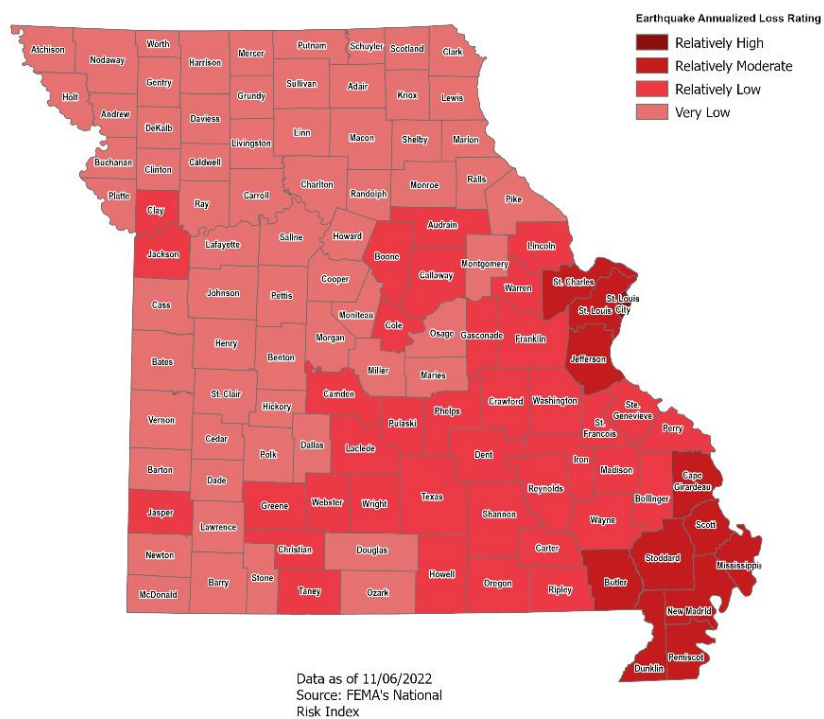 Earthquake Annualized Loss Rating
Relatively High
Relatively Moderate
Relatively Low
Very Low
Atchison
Nodaway
Worth
Harrison
Mercer
Putnam
Schuyler
Scotland
Clark
Holt
Gentry
Grundy
Sullivan
Adair
Knox
Lewis
Andrew
DeKalb
Daviess
Livingston
Linn
Macon
Shelby
Marion
Buchanan
Clinton
Caldwell
Chariton
Randolph
Monroe
Ralls
Pike
Platte
Clay
Ray
Carroll
Audrain
Lincoln
Jackson
Lafayette
Saline
Howard
Boone
Callaway
Montgomery
Warren
St. Charles
St. Louis
City
St. Louis
Cass
Johnson
Pettis
Cooper
Moniteau
Cole
Osage
Gasconade
Franklin
Jefferson
Bates
Henry
Benton
Morgan
Miller
Maries
Vernon
St. Clair
Hickory
Camden
Pulaski
Phelps
Crawford
Washington
Ste.
Genevieve
St.
Francois
Perry
Barton
Cedar
Polk
Dallas
Laclede
Dent
Iron
Madison
Cape
Girardeau
Dade
Jasper
Lawrence
Greene
Webster
Wright
Texas
Shannon
Reynolds
Wayne
Bollinger
Scott
Newton
Christian
Douglas
Howell
Carter
Stoddard
Mississippi
McDonald
Barry
Stone
Taney
Ozark
Oregon
Ripley
Butler
New Madrid
Dunklin
Pemiscot
Data as of 11/06/2022
Source: FEMA's National
Risk Index